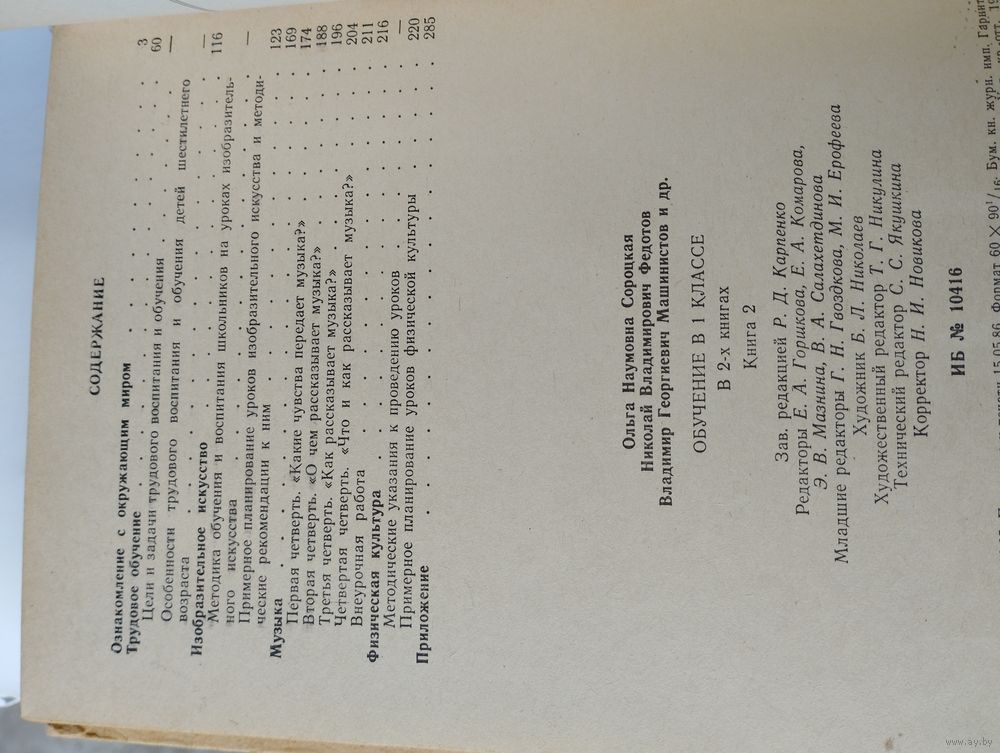 СОДЕРЖАНИЕ
Ознакомление с окружающим миром . . . . . . 3
Трудовое обучение . . . . . . 60
Цели и задачи трудового воспитания и обучения . . . . . . —
Особенности трудового воспитания и обучения детей шестилетнего
возраста . . . . . . —
Изобразительное искусство . . . . . . 116
Методика обучения и воспитания школьников на уроках изобразитель-
ного искусства . . . . . . —
Примерное планирование уроков изобразительного искусства и методи-
ческие рекомендации к ним . . . . . . 123
Музыка . . . . . . 169
Первая четверть. «Какие чувства передает музыка?» . . . . . . 174
Вторая четверть. «О чем рассказывает музыка?» . . . . . . 188
Третья четверть. «Как рассказывает музыка?» . . . . . . 196
Четвертая четверть. «Что и как рассказывает музыка?» . . . . . . 204
Внеурочная работа . . . . . . 211
Физическая культура . . . . . . 216
Методические указания к проведению уроков . . . . . . —
Примерное планирование уроков физической культуры . . . . . . 220
Приложение . . . . . . 285
Ольга Наумовна Сороцкая
Николай Владимирович Федотов
Владимир Георгиевич Машинистов и др.
ОБУЧЕНИЕ В 1 КЛАССЕ
В 2-х книгах
Книга 2
Зав. редакцией Р. Д. Карпенко
Редакторы Е. А. Горшкова, Е. А. Комарова,
Э. В. Мазнина, В. А. Салахетдинова
Младшие редакторы Г. Н. Гвоздкова, М. И. Ерофеева
Художник Б. Л. Николаев
Художественный редактор Т. Г. Никулина
Технический редактор С. С. Якушкина
Корректор Н. И. Новикова
ИБ № 10416
15.05.86. Формат 60 × 90 1/16. Бум. кн. журн. имп.
www.ay.by